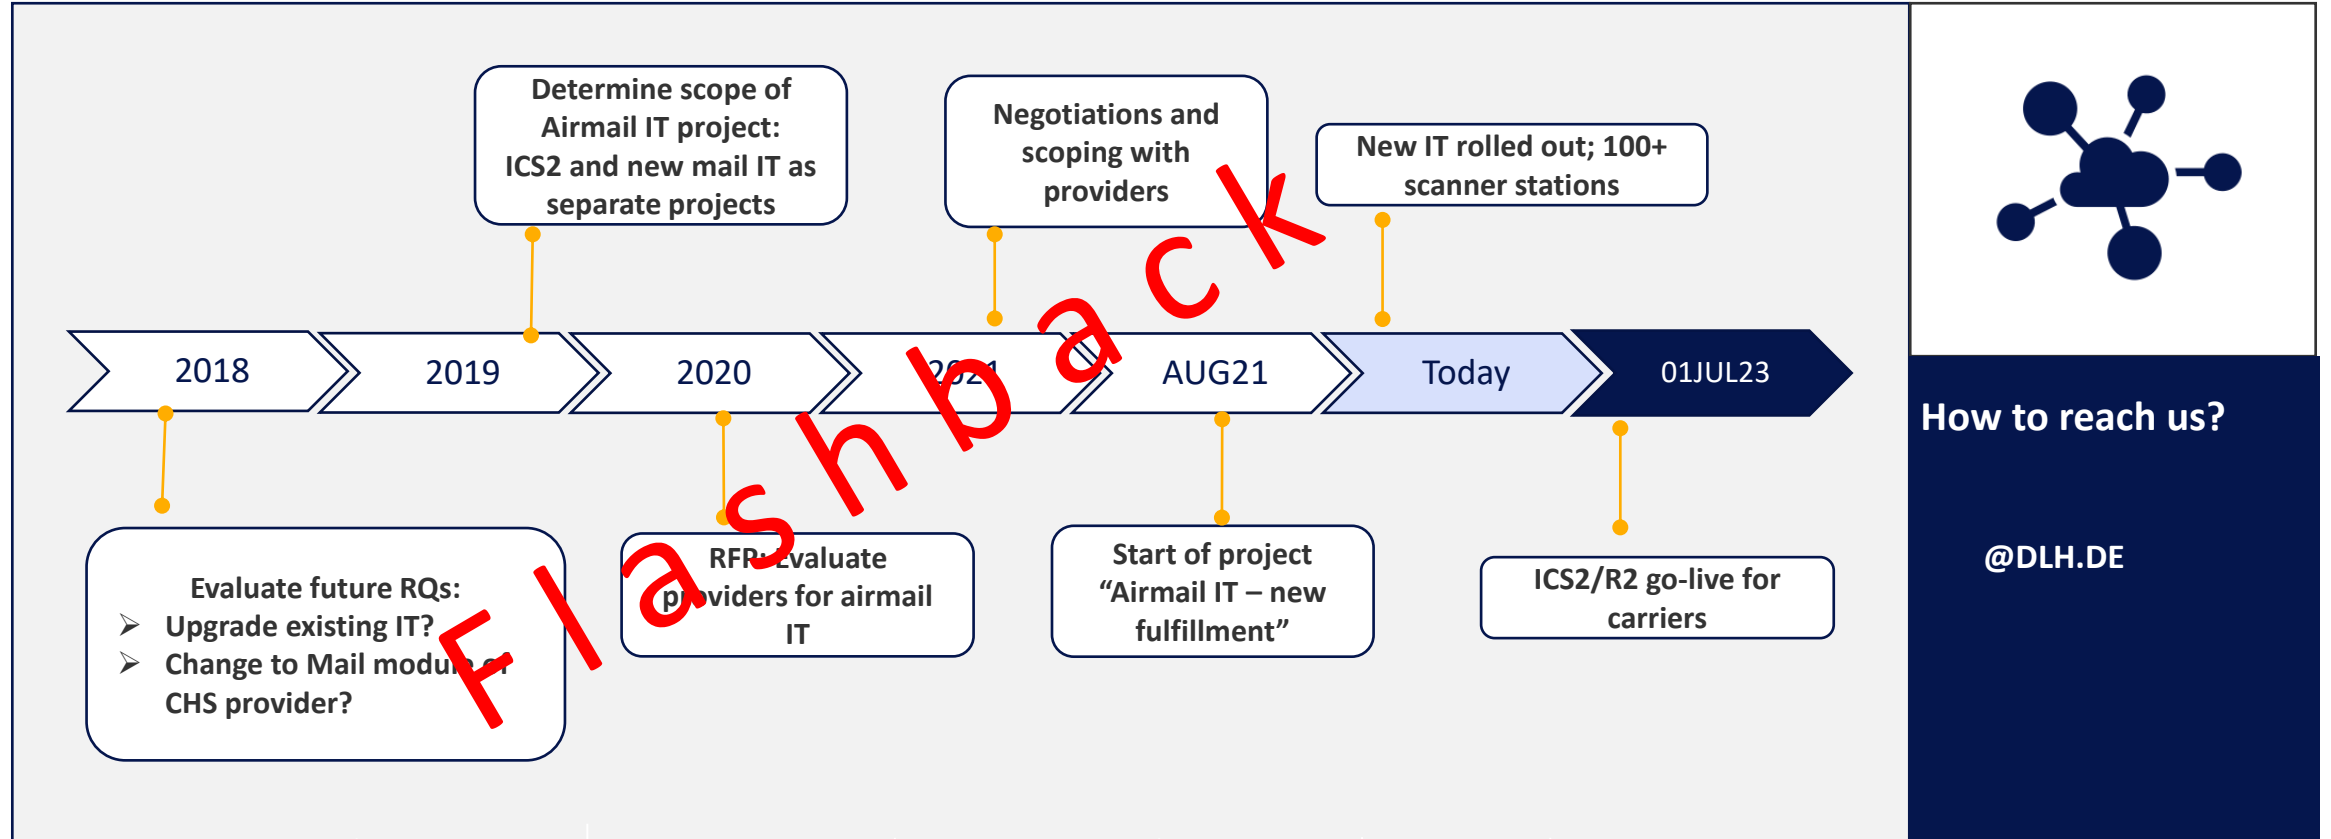 Determine scope of
Airmail IT project:
ICS2 and new mail IT as
separate projects
Negotiations and
scoping with
providers
New IT rolled out; 100+
scanner stations
2018
2019
2020
2021
AUG21
Today
01JUL23
Evaluate future RQs:
➢ Upgrade existing IT?
➢ Change to Mail module of
CHS provider?
RFP: Evaluate
providers for airmail
IT
Start of project
“Airmail IT – new
fulfillment”
ICS2/R2 go-live for
carriers
Flashback
How to reach us?
@DLH.DE